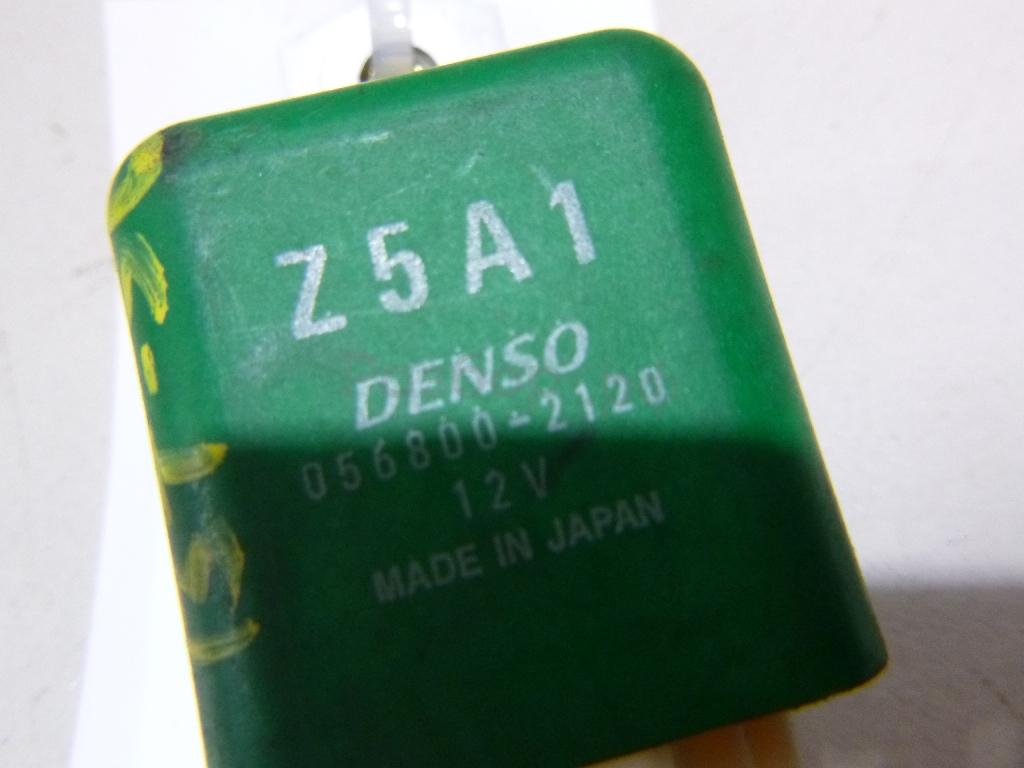 Z5A1
DENSO
056800-2120
12V
MADE IN JAPAN